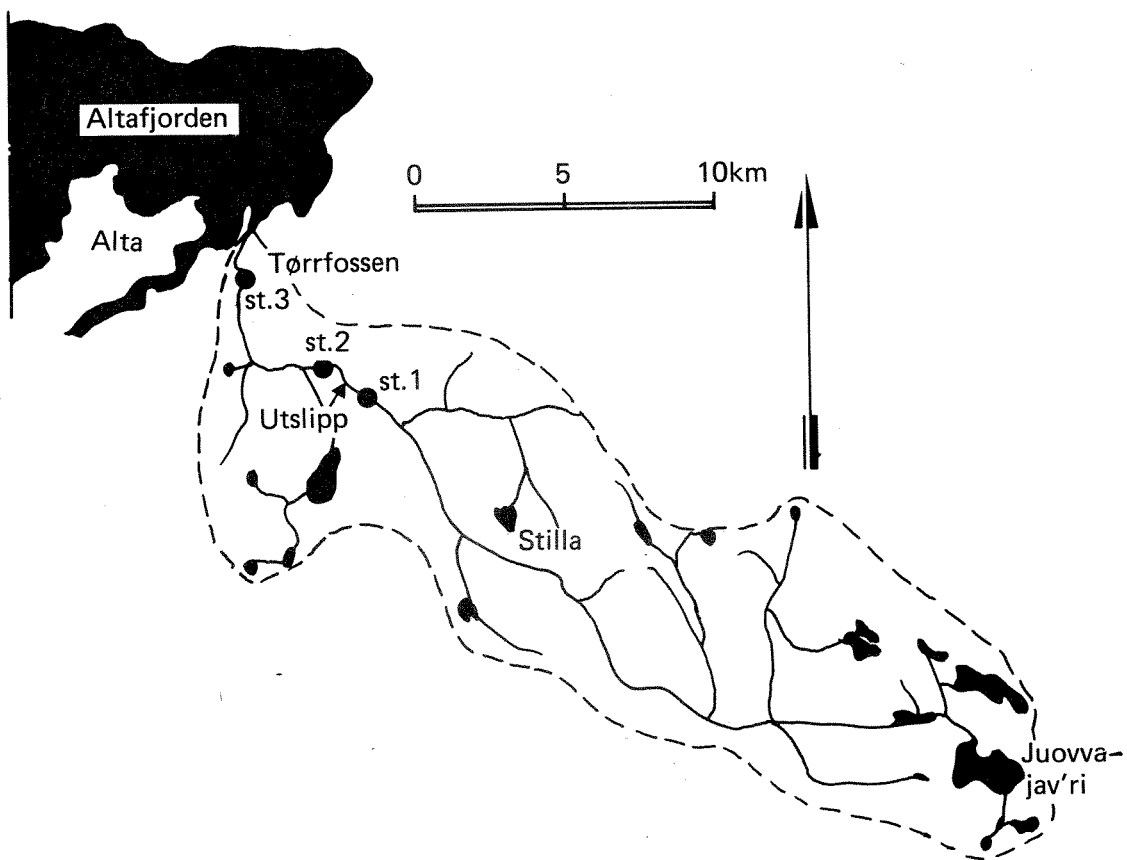 Altafjorden
0 5 10km
Alta
Tørrfossen
st.3
st.2
st.1
Utslipp
Stilla
Juovva-
jav'ri